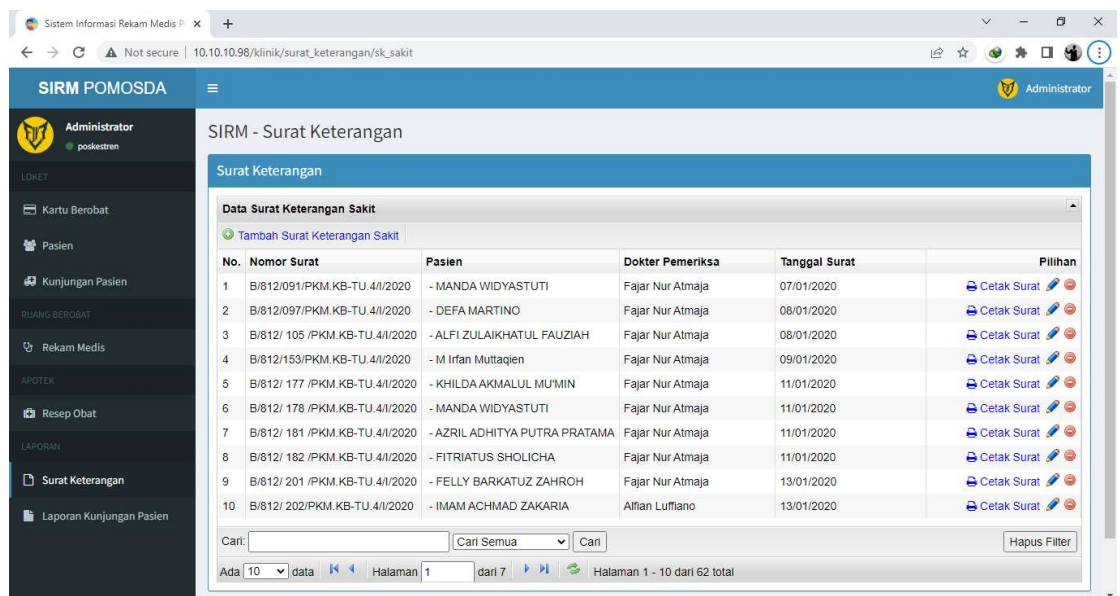 Sistem Informasi Rekam Medis P
Not secure | 10.10.10.98/klinik/surat_keterangan/sk_sakit
SIRM POMOSDA
Administrator
Administrator
poskestren
SIRM - Surat Keterangan
LOKET
Surat Keterangan
Kartu Berobat
Data Surat Keterangan Sakit
Pasien
Tambah Surat Keterangan Sakit
Kunjungan Pasien
RUANG BEROBAT
Rekam Medis
APOTEK
Resep Obat
LAPORAN
Surat Keterangan
Laporan Kunjungan Pasien
No. Nomor Surat Pasien Dokter Pemeriksa Tanggal Surat Pilihan
1 B/812/091/PKM.KB-TU.4/I/2020 - MANDA WIDYASTUTI Fajar Nur Atmaja 07/01/2020 Cetak Surat
2 B/812/097/PKM.KB-TU.4/I/2020 - DEFA MARTINO Fajar Nur Atmaja 08/01/2020 Cetak Surat
3 B/812/ 105 /PKM.KB-TU.4/I/2020 - ALFI ZULAIKHATUL FAUZIAH Fajar Nur Atmaja 08/01/2020 Cetak Surat
4 B/812/153/PKM.KB-TU.4/I/2020 - M Irfan Muttaqien Fajar Nur Atmaja 09/01/2020 Cetak Surat
5 B/812/ 177 /PKM.KB-TU.4/I/2020 - KHILDA AKMALUL MU'MIN Fajar Nur Atmaja 11/01/2020 Cetak Surat
6 B/812/ 178 /PKM.KB-TU.4/I/2020 - MANDA WIDYASTUTI Fajar Nur Atmaja 11/01/2020 Cetak Surat
7 B/812/ 181 /PKM.KB-TU.4/I/2020 - AZRIL ADHITYA PUTRA PRATAMA Fajar Nur Atmaja 11/01/2020 Cetak Surat
8 B/812/ 182 /PKM.KB-TU.4/I/2020 - FITRIATUS SHOLICHA Fajar Nur Atmaja 11/01/2020 Cetak Surat
9 B/812/ 201 /PKM.KB-TU.4/I/2020 - FELLY BARKATUZ ZAHROH Fajar Nur Atmaja 13/01/2020 Cetak Surat
10 B/812/ 202/PKM.KB-TU.4/I/2020 - IMAM ACHMAD ZAKARIA Alfian Luffiano 13/01/2020 Cetak Surat
Cari: Cari Semua Cari Hapus Filter
Ada 10 data Halaman 1 dari 7 Halaman 1 - 10 dari 62 total